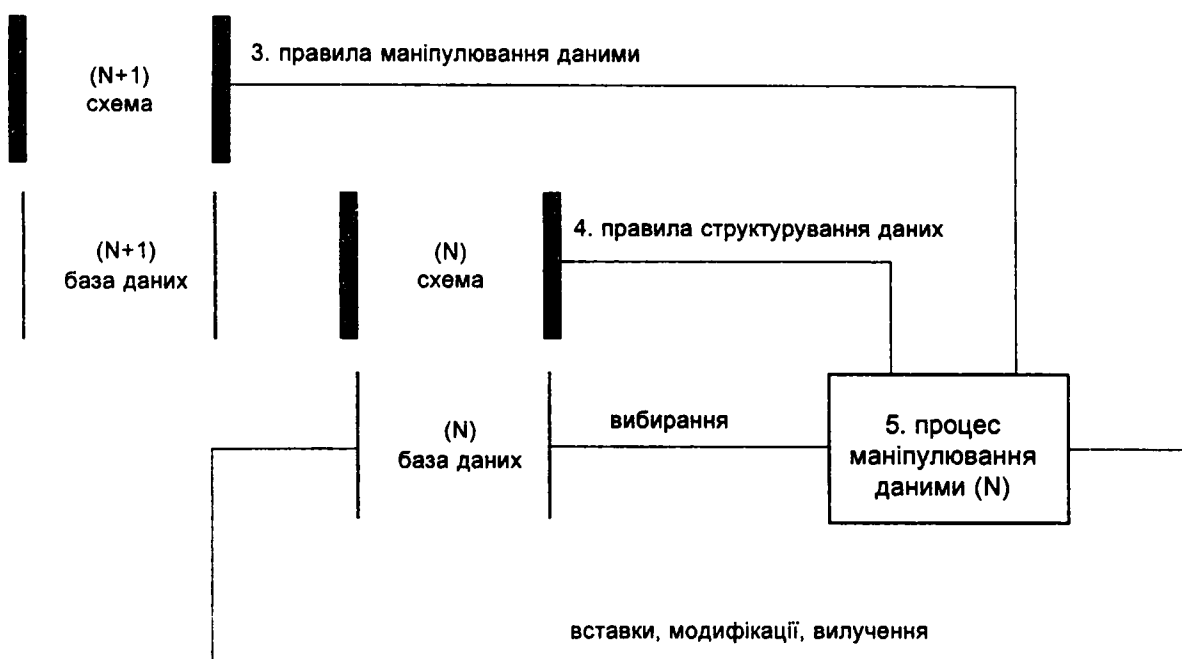 3. правила маніпулювання даними
(N+1)
схема
4. правила структурування даних
(N+1)
база даних
(N)
схема
вибирання
(N)
база даних
5. процес
маніпулювання
даними (N)
вставки, модифікації, вилучення